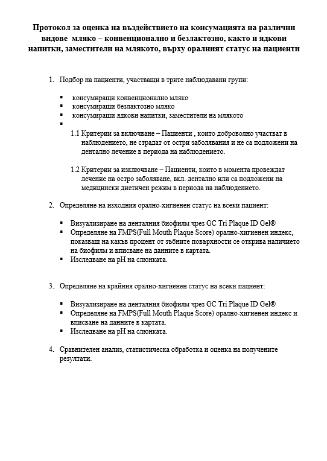 Протокол за оценка на въздействието на консумацията на различни
видове мляко – конвенционално и безлактозно, както и ядкови
напитки, заместители на млякото, върху оралният статус на пациенти
1. Подбор на пациенти, участващи в трите наблюдавани групи:
▪ консумиращи конвенционално мляко
▪ консумиращи безлактозно мляко
▪ консумиращи ядкови напитки, заместители на млякото
▪
1.1 Критерии за включване – Пациенти , които доброволно участват в
наблюдението, не страдат от остри заболявания и не са подложени на
дентално лечение в периода на наблюдението.
1.2 Критерии за изключване – Пациенти, които в момента провеждат
лечение на остро заболяване, вкл. дентално или са подложени на
медицински диетичен режим в периода на наблюдението.
2. Определяне на изходния орално-хигиенен статус на всеки пациент:
▪ Визуализиране на денталния биофилм чрез GC Tri Plaque ID Gel®
▪ Определяне на FMPS(Full Mouth Plaque Score) орално-хигиенен индекс,
показващ на какъв процент от зъбните повърхности се открива наличието
на биофилм и вписване на данните в картата.
▪ Изследване на pH на слюнката.
3. Определяне на крайния орално-хигиенен статус на всеки пациент:
▪ Визуализиране на денталния биофилм чрез GC Tri Plaque ID Gel®
▪ Определяне на FMPS(Full Mouth Plaque Score) орално-хигиенен индекс и
вписване на данните в картата.
▪ Изследване на pH на слюнката.
4. Сравнителен анализ, статистическа обработка и оценка на получените
резултати.